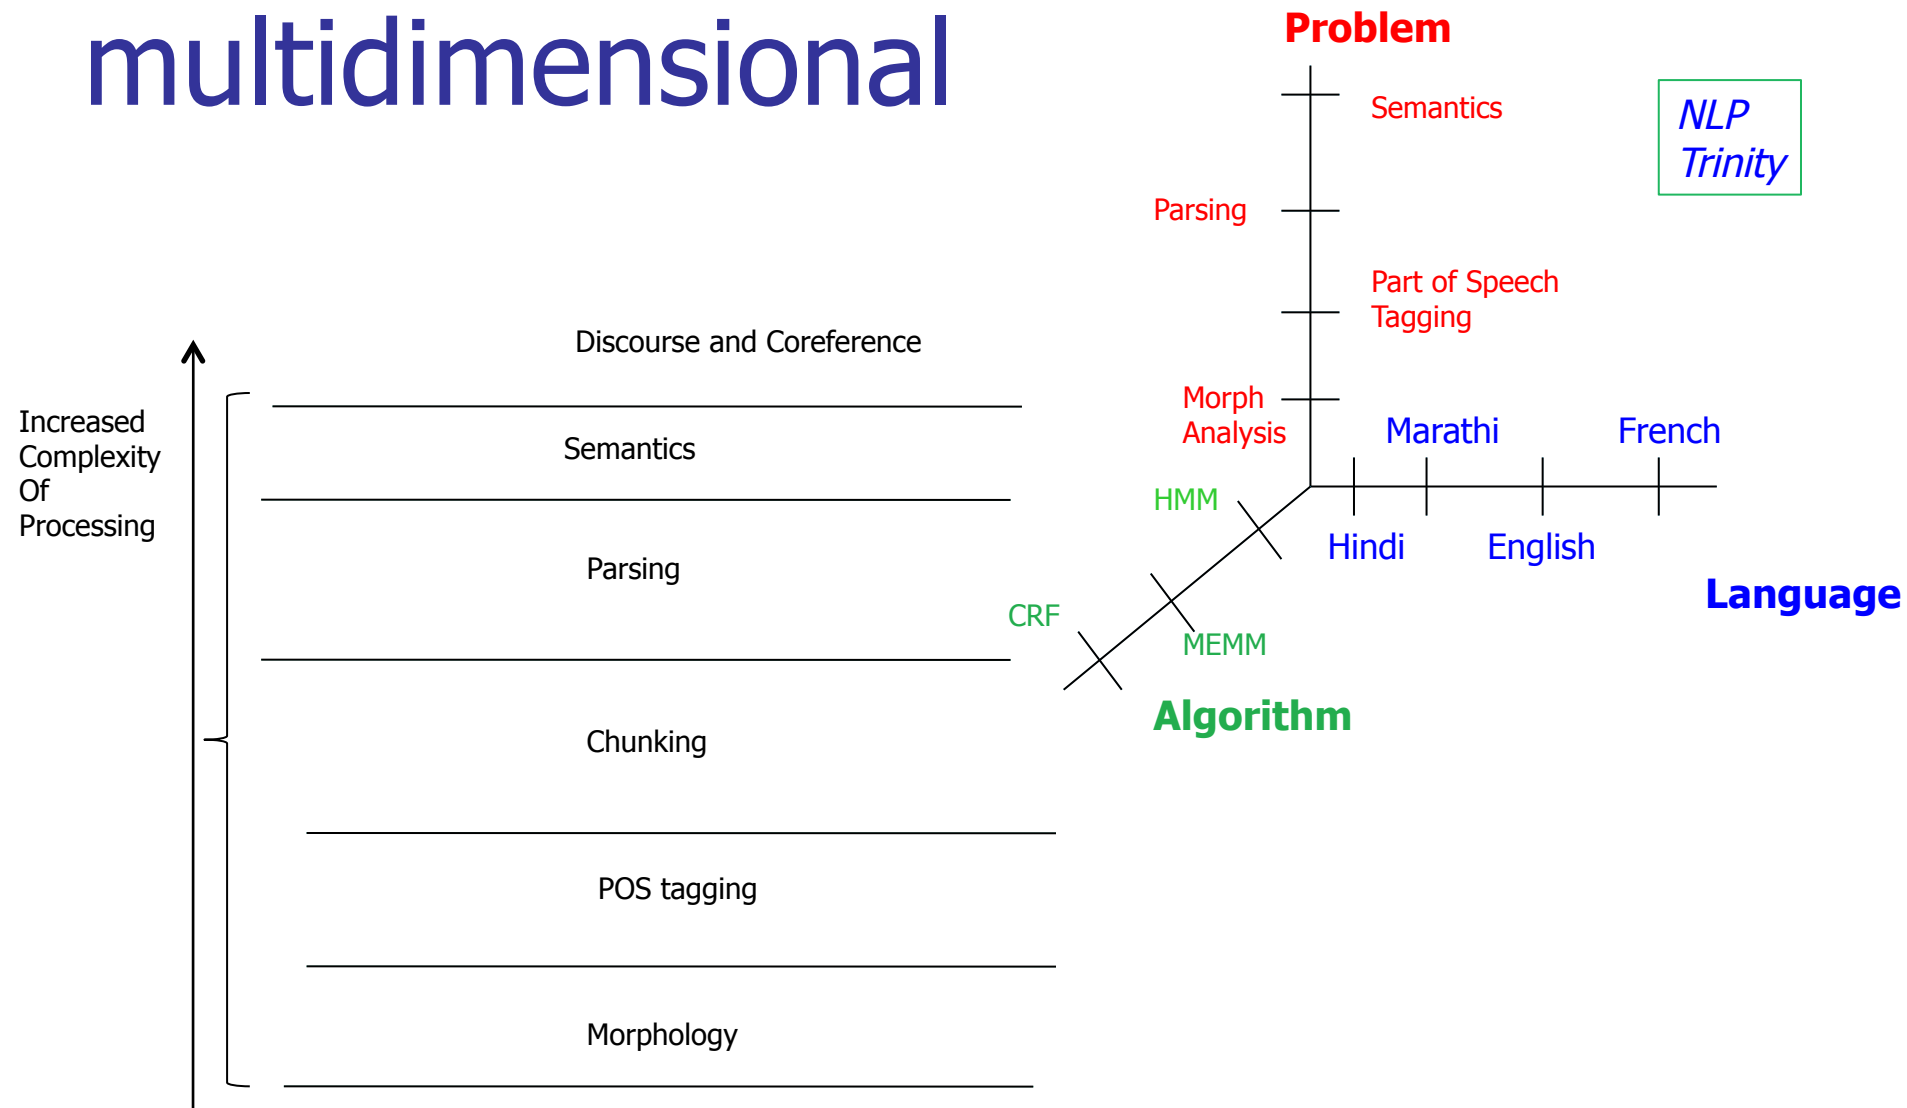 multidimensional
Problem
Semantics
NLP
Trinity
Parsing
Part of Speech
Tagging
Discourse and Coreference
Morph
Analysis
Marathi
French
Increased
Complexity
Of
Processing
Semantics
HMM
Hindi
English
Language
Parsing
CRF
MEMM
Algorithm
Chunking
POS tagging
Morphology